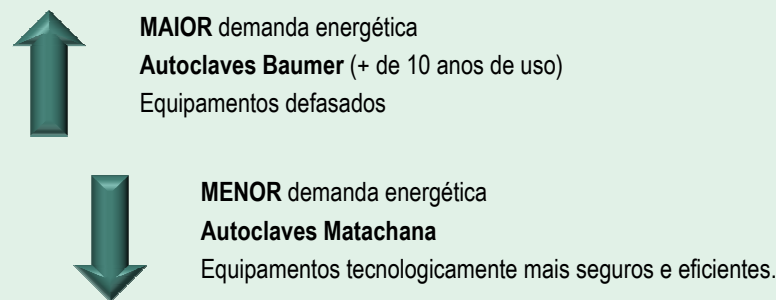 MAIOR demanda energética
Autoclaves Baumer (+ de 10 anos de uso)
Equipamentos defasados
MENOR demanda energética
Autoclaves Matachana
Equipamentos tecnologicamente mais seguros e eficientes.